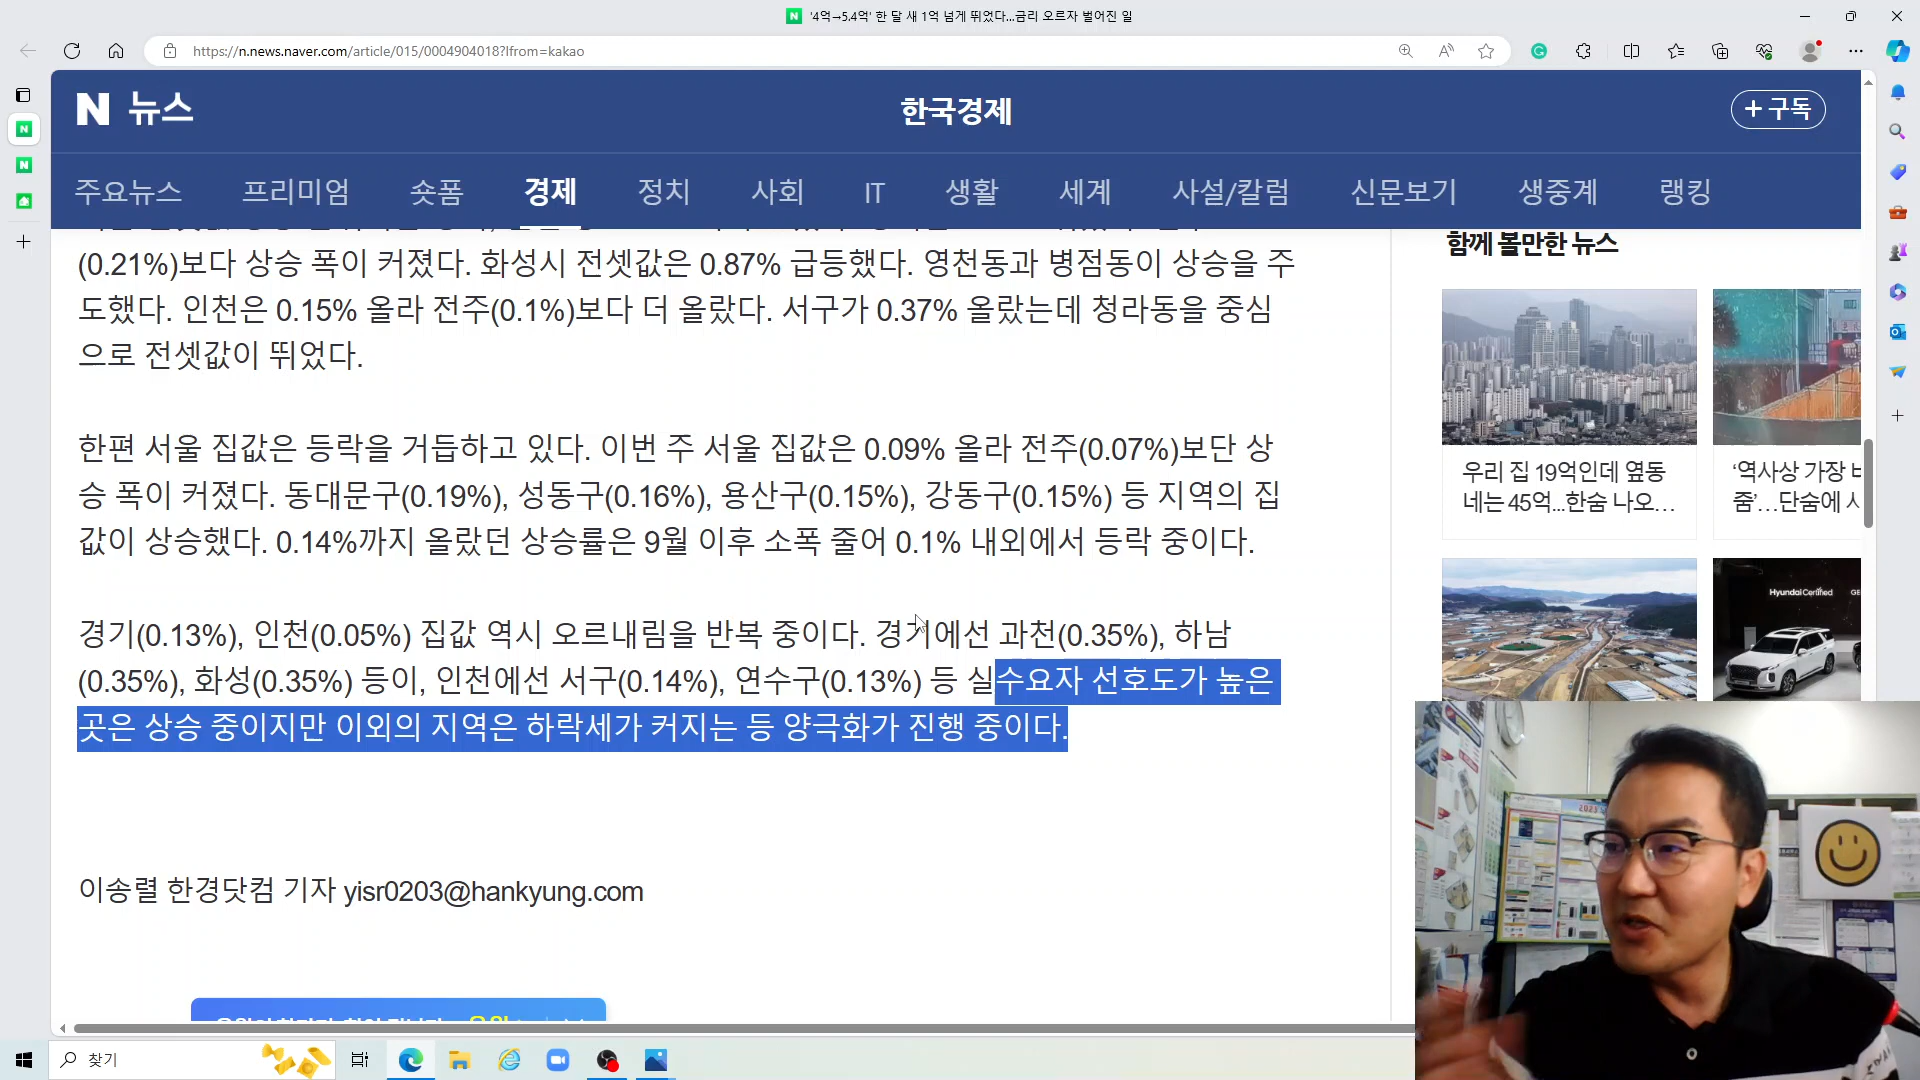 '4억→5.4억' 한 달 새 1억 넘게 뛰었다...금리 오르자 벌어진 일
https://n.news.naver.com/article/015/0004904018?lfrom=kakao
N 뉴스
한국경제
+ 구독
주요뉴스 프리미엄 숏폼 경제 정치 사회 IT 생활 세계 사설/칼럼 신문보기 생중계 랭킹
(0.21%)보다 상승 폭이 커졌다. 화성시 전셋값은 0.87% 급등했다. 영천동과 병점동이 상승을 주
도했다. 인천은 0.15% 올라 전주(0.1%)보다 더 올랐다. 서구가 0.37% 올랐는데 청라동을 중심
으로 전셋값이 뛰었다.
한편 서울 집값은 등락을 거듭하고 있다. 이번 주 서울 집값은 0.09% 올라 전주(0.07%)보단 상
승 폭이 커졌다. 동대문구(0.19%), 성동구(0.16%), 용산구(0.15%), 강동구(0.15%) 등 지역의 집
값이 상승했다. 0.14%까지 올랐던 상승률은 9월 이후 소폭 줄어 0.1% 내외에서 등락 중이다.
경기(0.13%), 인천(0.05%) 집값 역시 오르내림을 반복 중이다. 경기에선 과천(0.35%), 하남
(0.35%), 화성(0.35%) 등이, 인천에선 서구(0.14%), 연수구(0.13%) 등 실수요자 선호도가 높은
곳은 상승 중이지만 이외의 지역은 하락세가 커지는 등 양극화가 진행 중이다.
이송렬 한경닷컴 기자 yisr0203@hankyung.com
함께 볼만한 뉴스
우리 집 19억인데 옆동
네는 45억...한숨 나오...
'역사상 가장
줌'...단숨에
Hyundai Certified
찾기